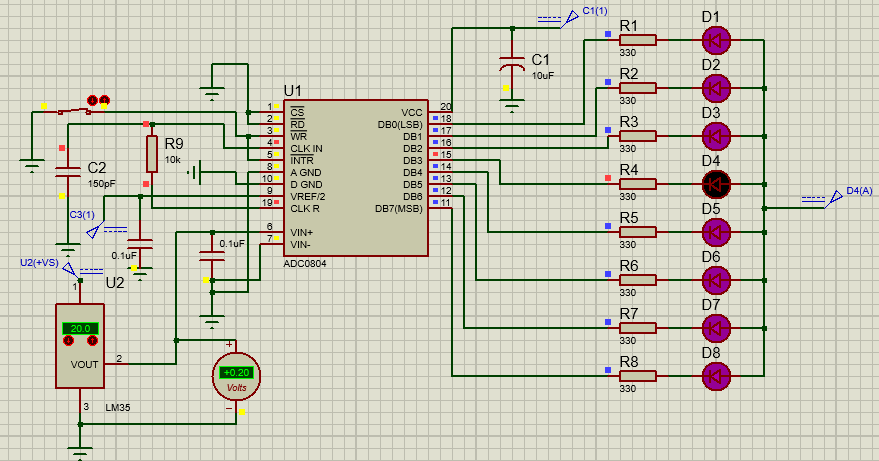 C1(1)
R1
330
D1
C1
10uF
R2
330
D2
R3
330
D3
R4
330
D4
D4(A)
R5
330
D5
R6
330
D6
R7
330
D7
R8
330
D8
U1
1 CS VCC 20
2 RD DB0(LSB) 18
3 WR DB1 17
4 CLK IN DB2 16
5 INTR DB3 15
8 A GND DB4 14
10 D GND DB5 13
9 VREF/2 DB6 12
19 CLK R DB7(MSB) 11
6 VIN+
7 VIN-
ADC0804
R9
10k
C2
150pF
C3(1)
0.1uF
0.1uF
U2(+VS)
U2
1
20.0
VOUT 2
3
LM35
+
+0.20
Volts
−